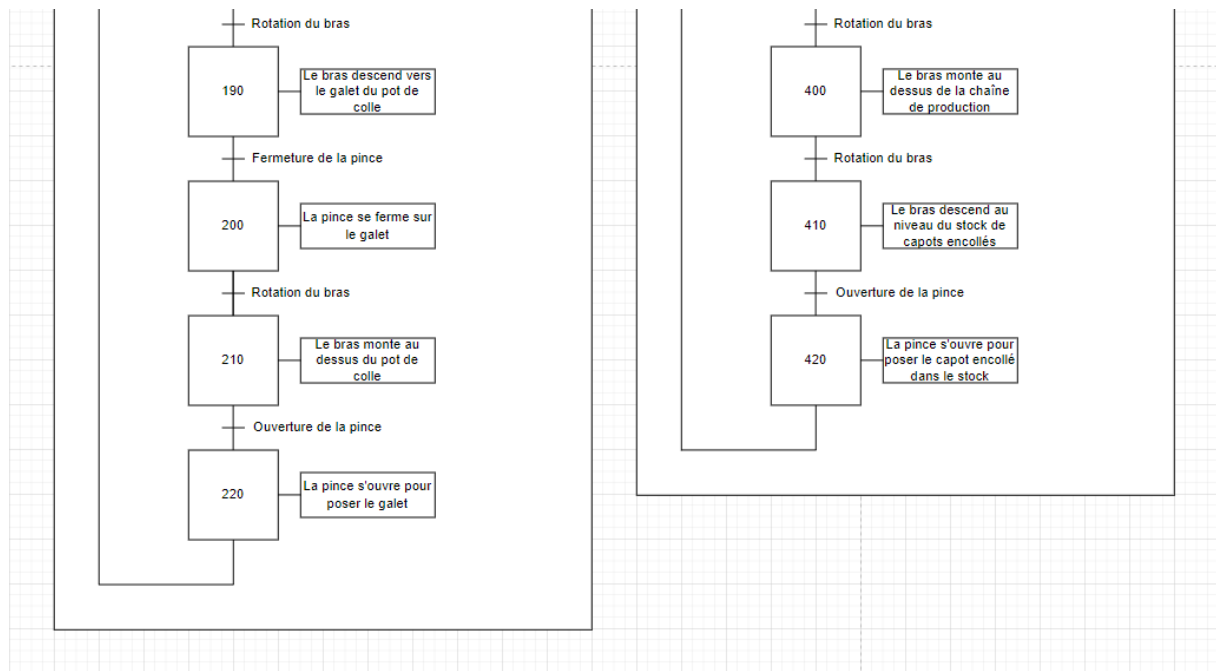 Rotation du bras
190
Le bras descend vers
le galet du pot de
colle
Fermeture de la pince
200
La pince se ferme sur
le galet
Rotation du bras
210
Le bras monte au
dessus du pot de
colle
Ouverture de la pince
220
La pince s'ouvre pour
poser le galet
Rotation du bras
400
Le bras monte au
dessus de la chaîne
de production
Rotation du bras
410
Le bras descend au
niveau du stock de
capots encollés
Ouverture de la pince
420
La pince s'ouvre pour
poser le capot encollé
dans le stock